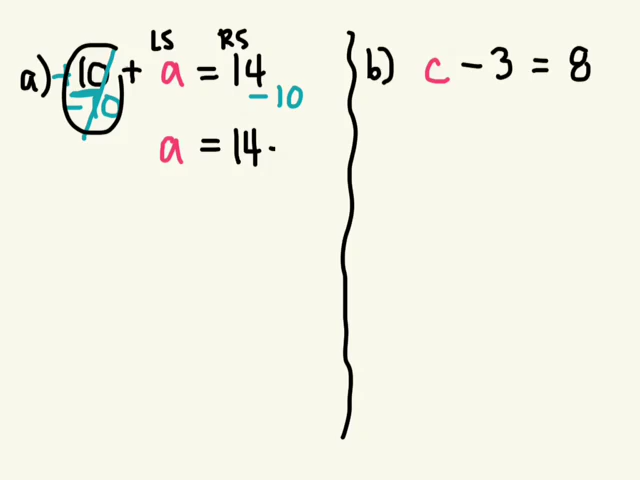 LS RS
a) +10 + a = 14
-10 -10
a = 14 -
b) c - 3 = 8